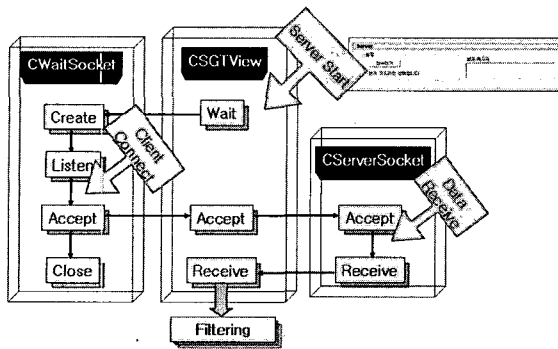 CWaitSocket
Create
Listen
Accept
Close
Client
Connect
CSGTView
Wait
Accept
Receive
Filtering
Server Start
CServerSocket
Accept
Receive
Data
Receive
Server